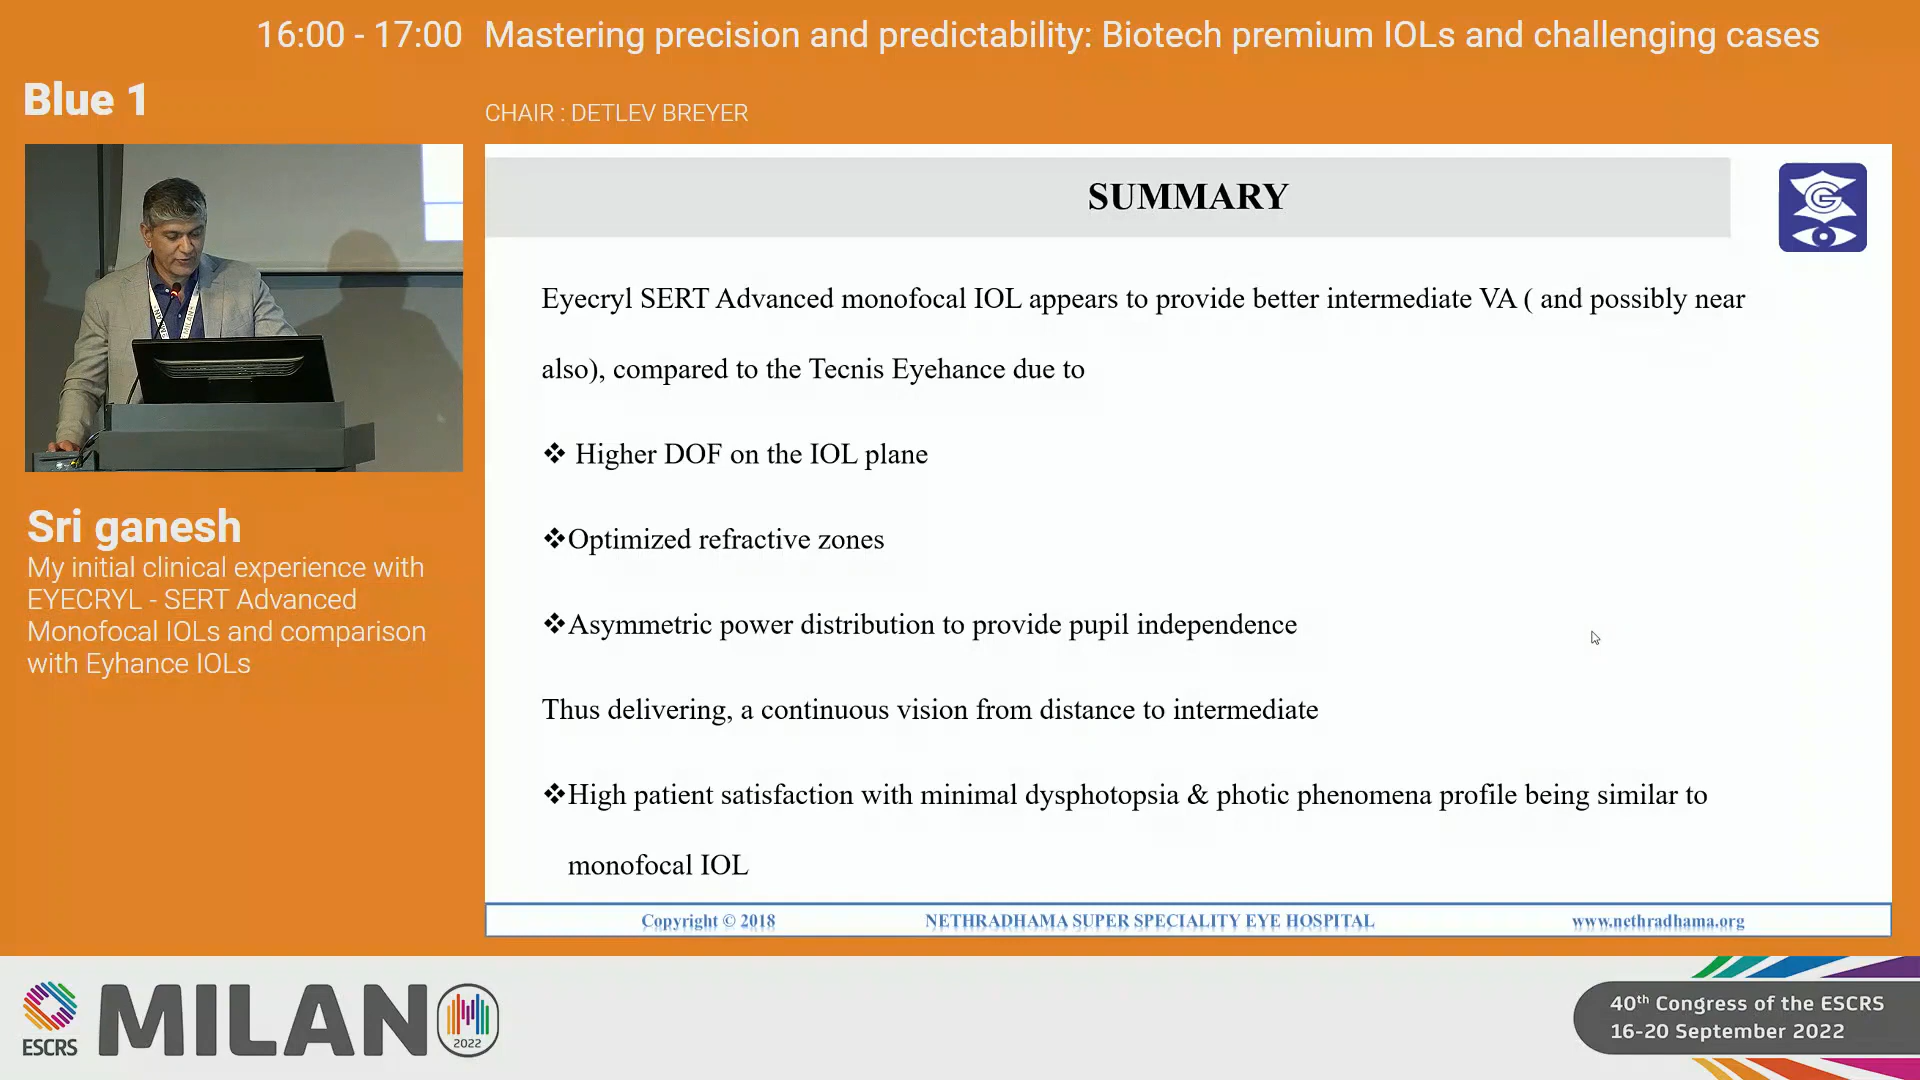 16:00 - 17:00 Mastering precision and predictability: Biotech premium IOLs and challenging cases
Blue 1
CHAIR : DETLEV BREYER
SUMMARY
Eyecryl SERT Advanced monofocal IOL appears to provide better intermediate VA ( and possibly near
also), compared to the Tecnis Eyehance due to
❖ Higher DOF on the IOL plane
❖Optimized refractive zones
❖Asymmetric power distribution to provide pupil independence
Thus delivering, a continuous vision from distance to intermediate
❖High patient satisfaction with minimal dysphotopsia & photic phenomena profile being similar to
monofocal IOL
Copyright © 2018 NETHRADHAMA SUPER SPECIALITY EYE HOSPITAL www.nethradhama.org
Sri ganesh
My initial clinical experience with
EYECRYL - SERT Advanced
Monofocal IOLs and comparison
with Eyhance IOLs
ESCRS
MILANO
2022
40th Congress of the ESCRS
16-20 September 2022